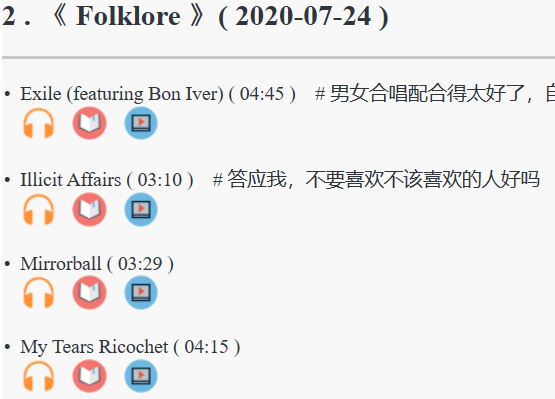 2 . 《 Folklore 》 ( 2020-07-24 )
• Exile (featuring Bon Iver) ( 04:45 ) # 男女合唱配合得太好了，自
• Illicit Affairs ( 03:10 ) # 答应我，不要喜欢不该喜欢的人好吗
• Mirrorball ( 03:29 )
• My Tears Ricochet ( 04:15 )